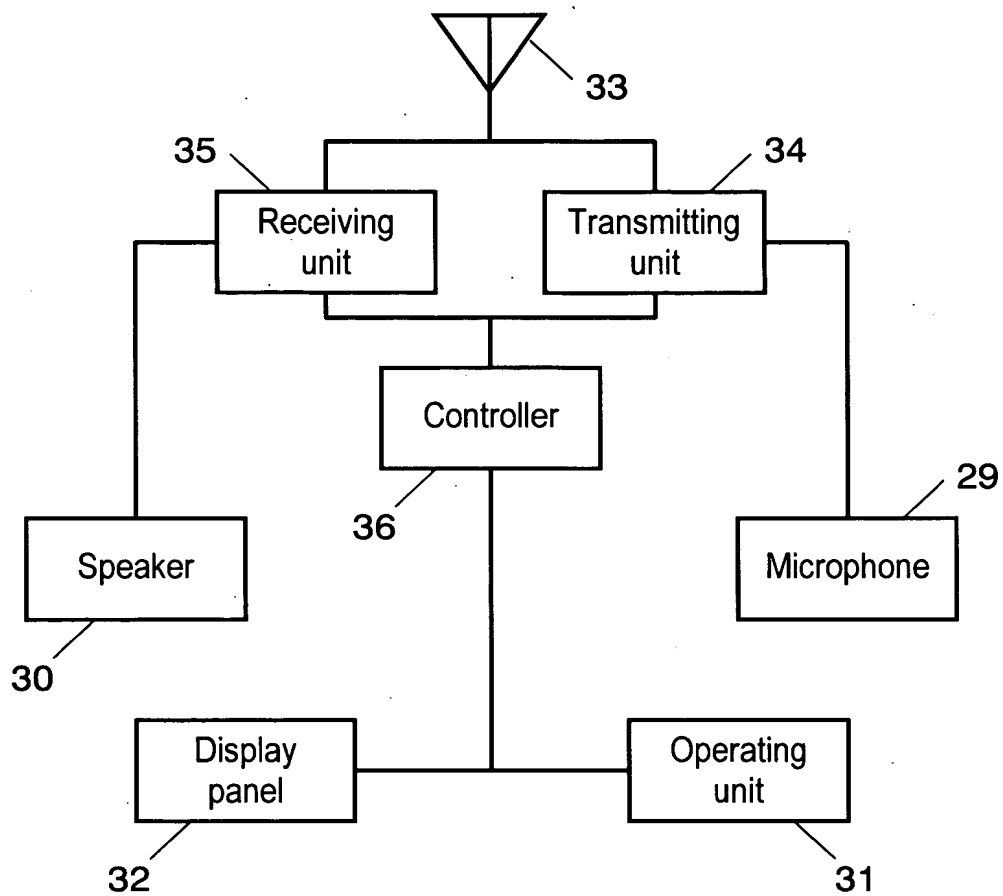 33
35
34
Receiving
unit
Transmitting
unit
Controller
36
29
Speaker
Microphone
30
Display
panel
Operating
unit
32
31